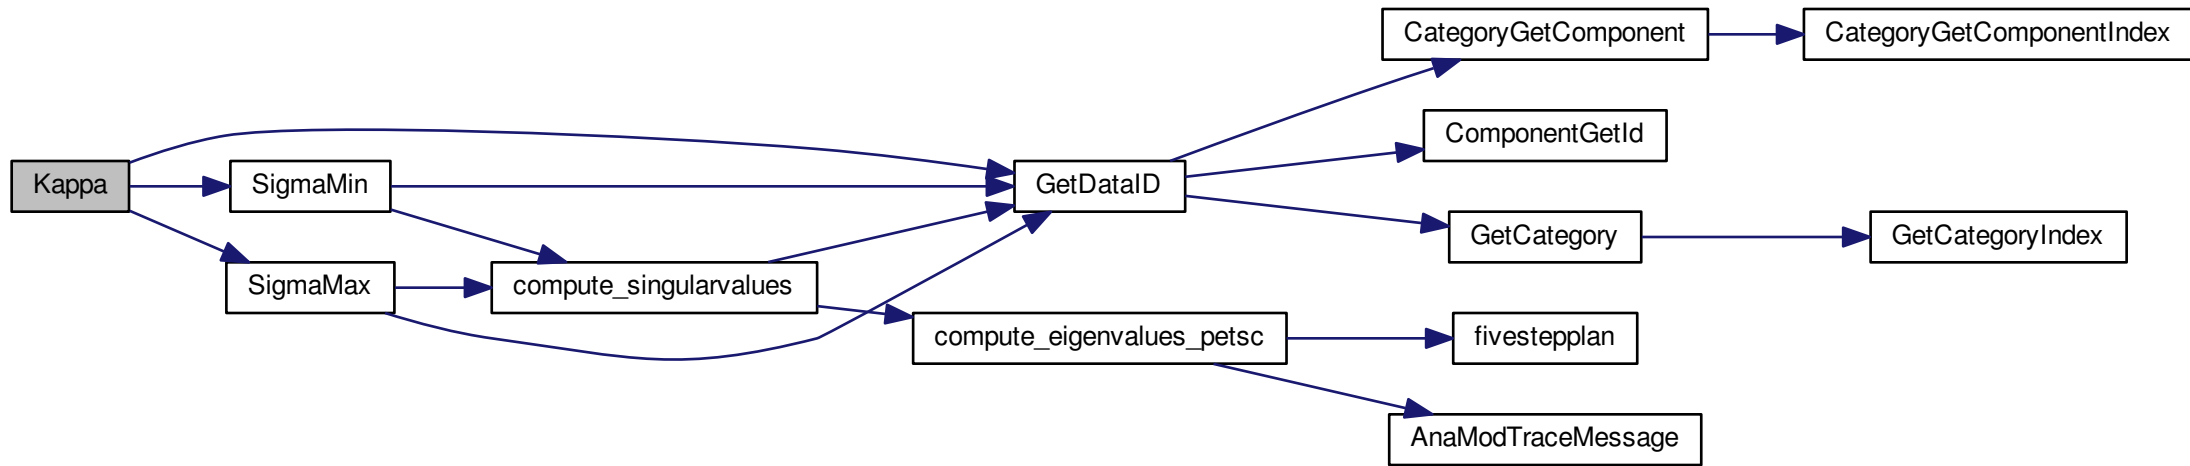 Kappa
SigmaMin
SigmaMax
compute_singularvalues
GetDataID
compute_eigenvalues_petsc
CategoryGetComponent
ComponentGetId
GetCategory
fivestepplan
AnaModTraceMessage
CategoryGetComponentIndex
GetCategoryIndex